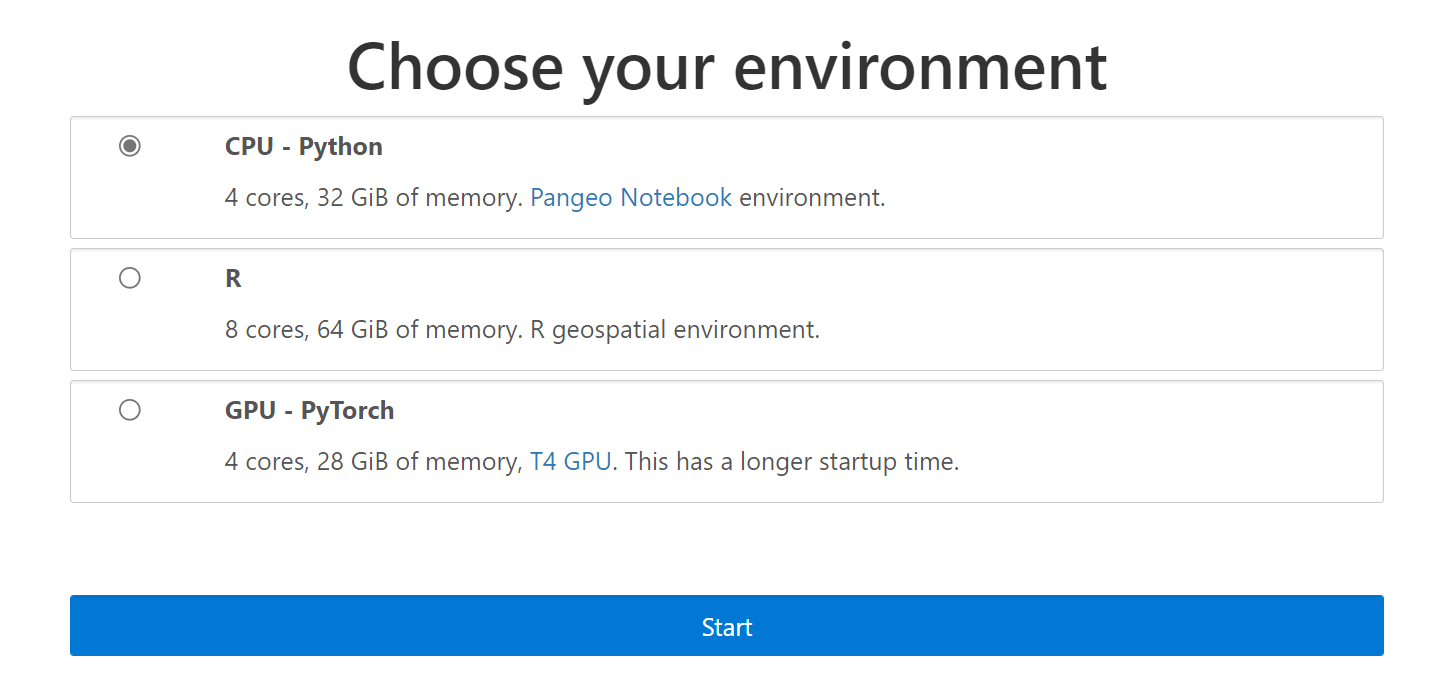 Choose your environment
CPU - Python
4 cores, 32 GiB of memory. Pangeo Notebook environment.
R
8 cores, 64 GiB of memory. R geospatial environment.
GPU - PyTorch
4 cores, 28 GiB of memory, T4 GPU. This has a longer startup time.
Start